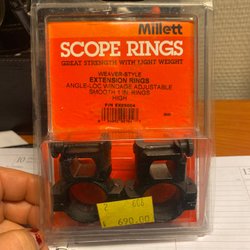 Millett
SCOPE RINGS
GREAT STRENGTH WITH LIGHT WEIGHT
WEAVER-STYLE
EXTENSION RINGS
ANGLE-LOC WINDAGE ADJUSTABLE
SMOOTH 1 IN. RINGS
HIGH
690.00